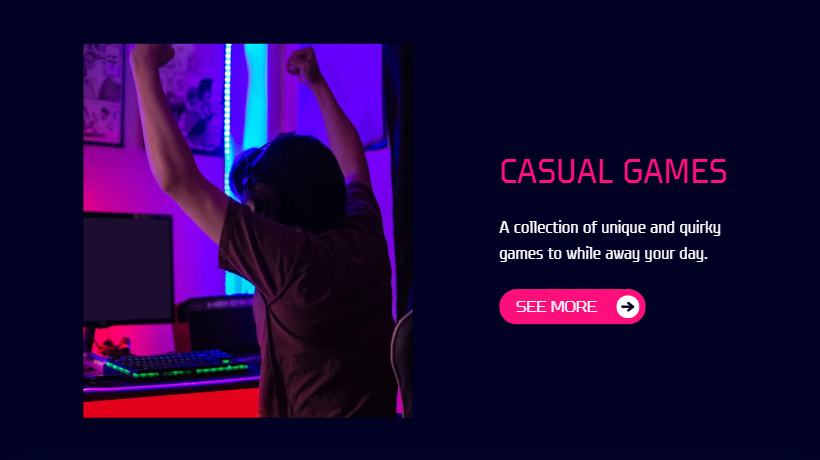 CASUAL GAMES
A collection of unique and quirky
games to while away your day.
SEE MORE